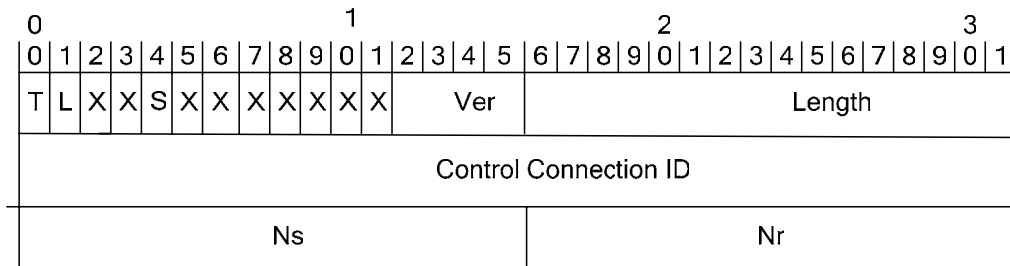 0 1 2 3
0 1 2 3 4 5 6 7 8 9 0 1 2 3 4 5 6 7 8 9 0 1 2 3 4 5 6 7 8 9 0 1
T L X X S X X X X X X X Ver Length
Control Connection ID
Ns Nr